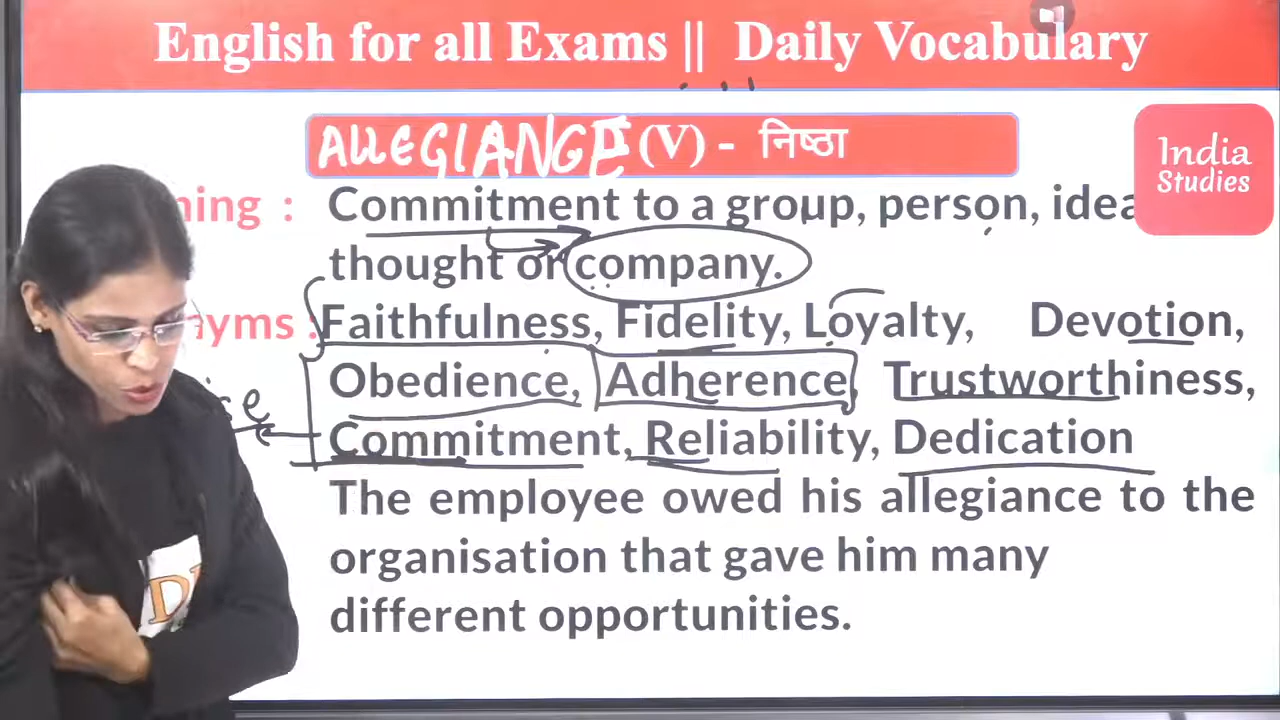 English for all Exams || Daily Vocabulary
ALLEGIANCE (V) - निष्ठा
India
Studies
ning : Commitment to a group, person, idea
thought or company.
nyms : Faithfulness, Fidelity, Loyalty, Devotion,
Obedience, Adherence, Trustworthiness,
Commitment, Reliability, Dedication
The employee owed his allegiance to the
organisation that gave him many
different opportunities.